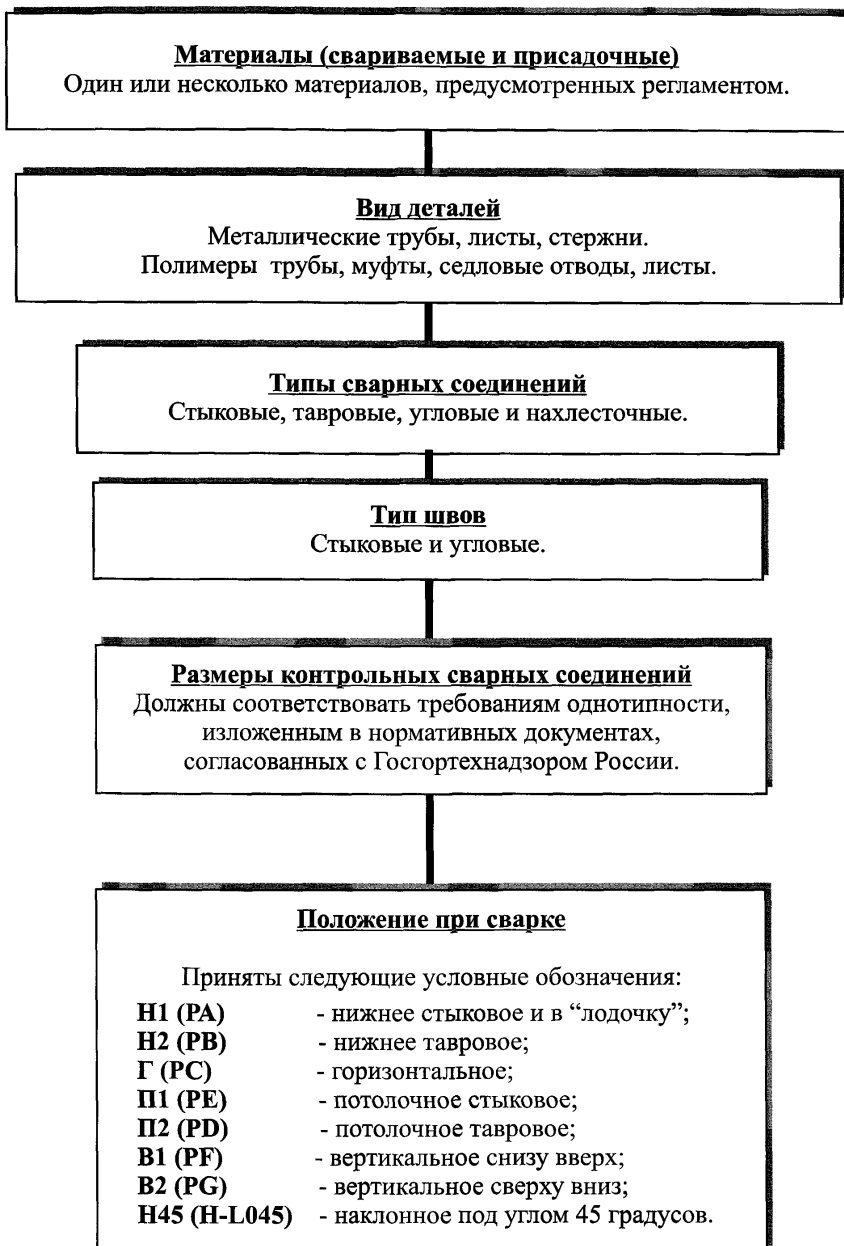 Материалы (свариваемые и присадочные)
Один или несколько материалов, предусмотренных регламентом.
Вид деталей
Металлические трубы, листы, стержни.
Полимеры трубы, муфты, седловые отводы, листы.
Типы сварных соединений
Стыковые, тавровые, угловые и нахлесточные.
Тип швов
Стыковые и угловые.
Размеры контрольных сварных соединений
Должны соответствовать требованиям однотипности,
изложенным в нормативных документах,
согласованных с Госгортехнадзором России.
Положение при сварке
Приняты следующие условные обозначения:
Н1 (PA) - нижнее стыковое и в “лодочку”;
Н2 (PB) - нижнее тавровое;
Г (PC) - горизонтальное;
П1 (PE) - потолочное стыковое;
П2 (PD) - потолочное тавровое;
В1 (PF) - вертикальное снизу вверх;
В2 (PG) - вертикальное сверху вниз;
Н45 (H-L045) - наклонное под углом 45 градусов.